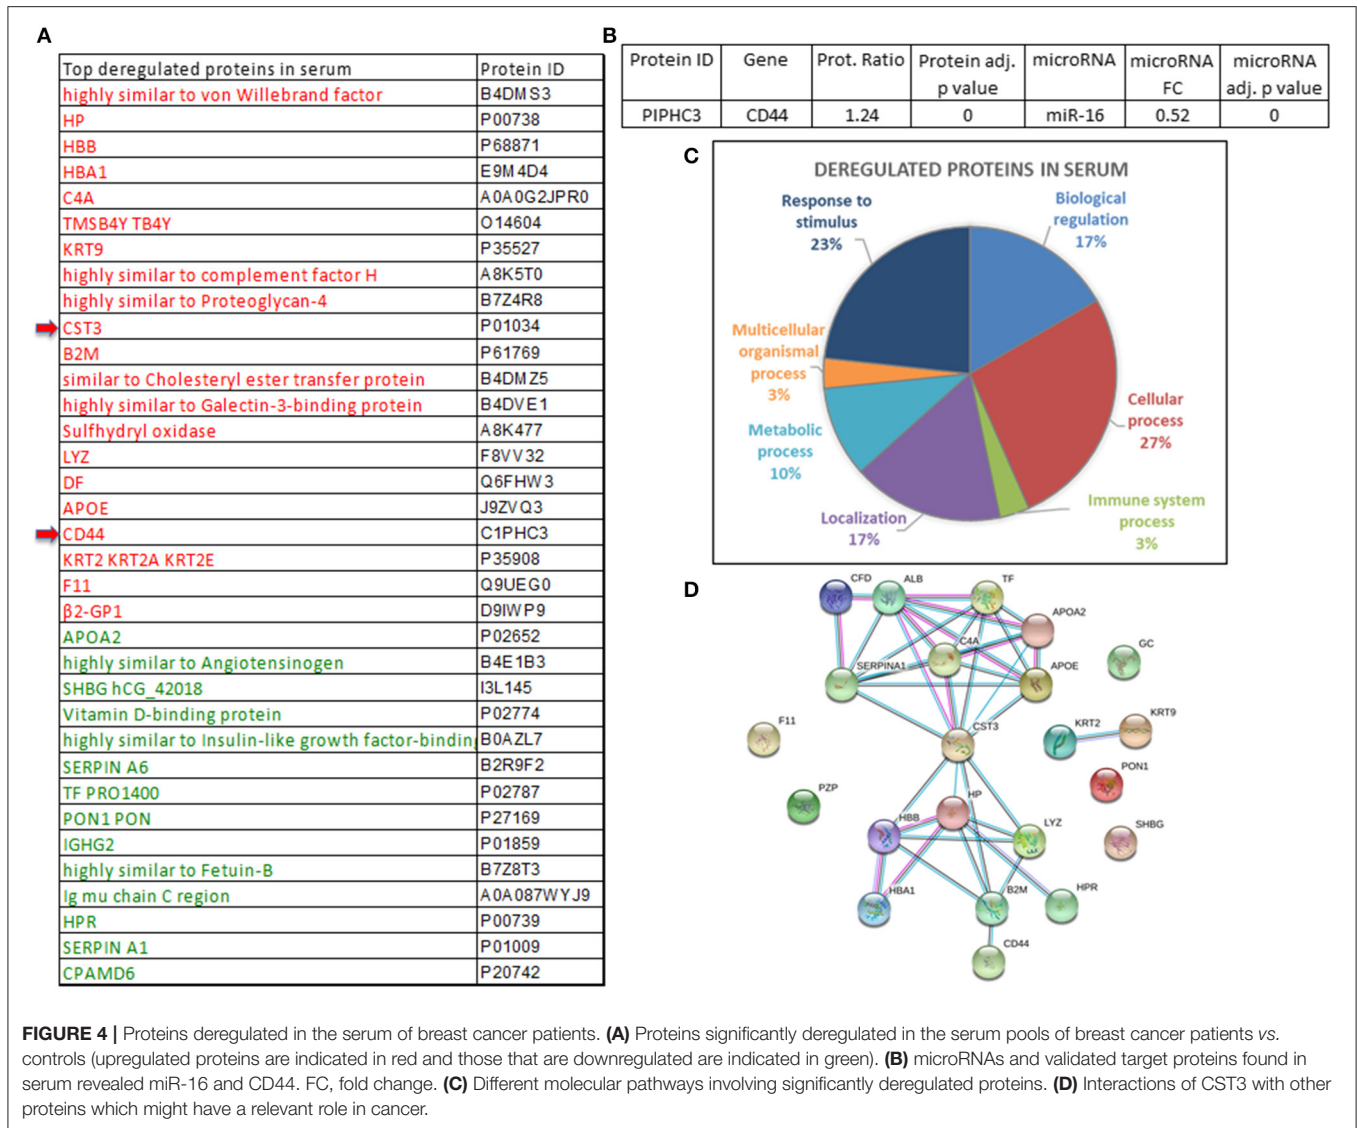 A
Top deregulated proteins in serum Protein ID
highly similar to von Willebrand factor B4DMS3
HP P00738
HBB P68871
HBA1 E9M4D4
C4A A0A0G2JPR0
TMSB4Y TB4Y O14604
KRT9 P35527
highly similar to complement factor H A8K5T0
highly similar to Proteoglycan-4 B7Z4R8
CST3 P01034
B2M P61769
similar to Cholesteryl ester transfer protein B4DMZ5
highly similar to Galectin-3-binding protein B4DVE1
Sulfhydryl oxidase A8K477
LYZ F8VV32
DF Q6FHW3
APOE J9ZVQ3
CD44 C1PHC3
KRT2 KRT2A KRT2E P35908
F11 Q9UEG0
β2-GP1 D9IWP9
APOA2 P02652
highly similar to Angiotensinogen B4E1B3
SHBG hCG_42018 I3L145
Vitamin D-binding protein P02774
highly similar to Insulin-like growth factor-binding B0AZL7
SERPIN A6 B2R9F2
TF PRO1400 P02787
PON1 PON P27169
IGHG2 P01859
highly similar to Fetuin-B B7Z8T3
Ig mu chain C region A0A087WYJ9
HPR P00739
SERPIN A1 P01009
CPAMD6 P20742
B
Protein ID Gene Prot. Ratio Protein adj. p value microRNA microRNA FC microRNA adj. p value
PIPHC3 CD44 1.24 0 miR-16 0.52 0
C
DEREGULATED PROTEINS IN SERUM
Response to
stimulus
23%
Biological
regulation
17%
Multicellular
organismal
process
3%
Cellular
process
27%
Metabolic
process
10%
Immune system
process
3%
Localization
17%
D
CFD
ALB
TF
APOA2
C4A
GC
SERPINA1
APOE
F11
CST3
KRT2
KRT9
PON1
PZP
HP
HBB
LYZ
SHBG
HBA1
B2M
HPR
CD44
FIGURE 4 | Proteins deregulated in the serum of breast cancer patients. (A) Proteins significantly deregulated in the serum pools of breast cancer patients vs.
controls (upregulated proteins are indicated in red and those that are downregulated are indicated in green). (B) microRNAs and validated target proteins found in
serum revealed miR-16 and CD44. FC, fold change. (C) Different molecular pathways involving significantly deregulated proteins. (D) Interactions of CST3 with other
proteins which might have a relevant role in cancer.